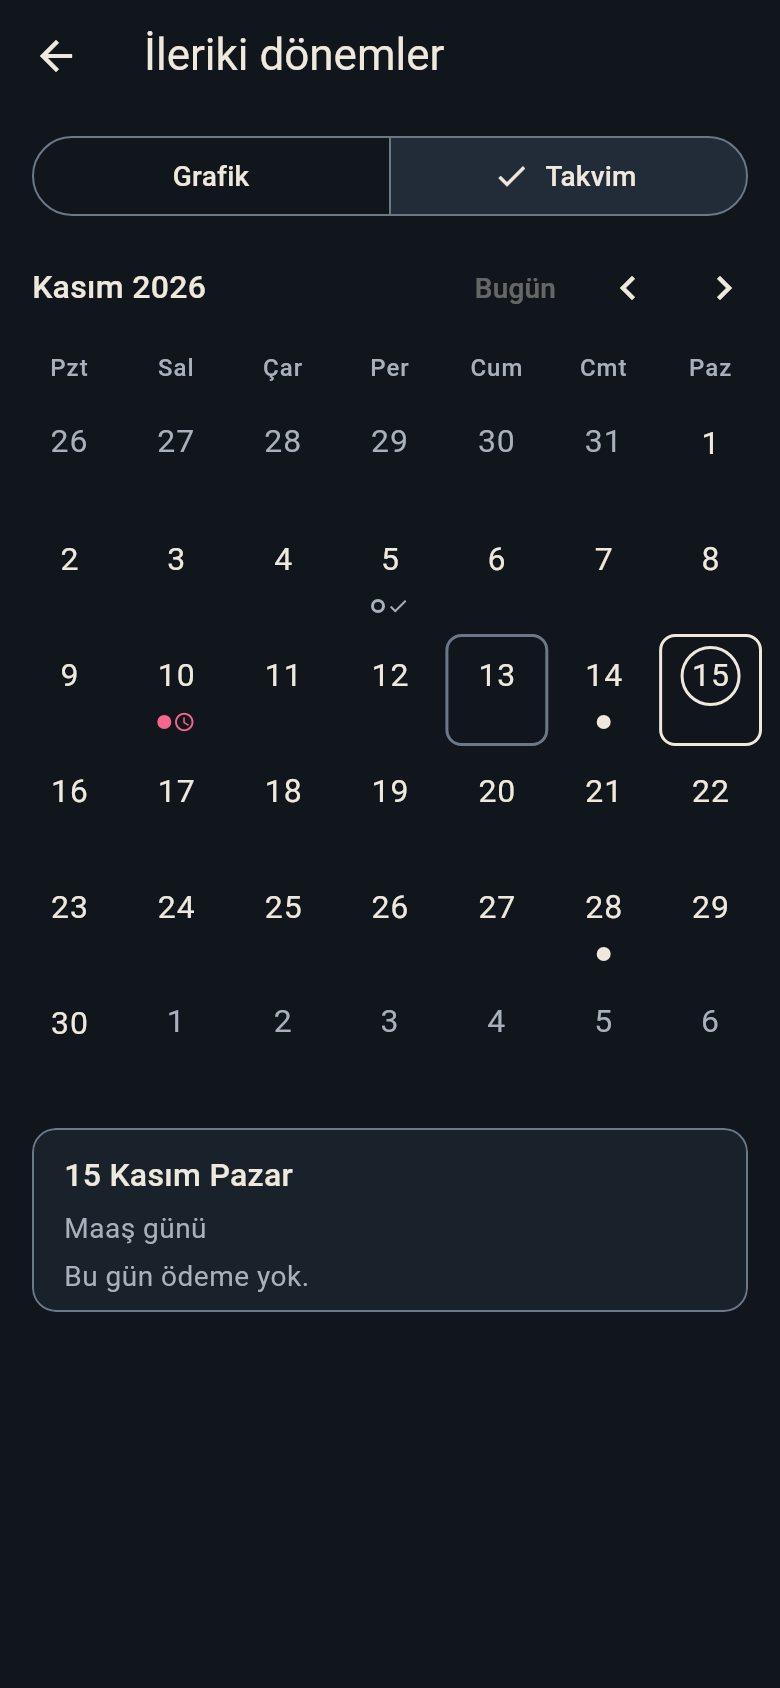 İleriki dönemler
Grafik Takvim
Kasım 2026 Bugün
Pzt Sal Çar Per Cum Cmt Paz
26 27 28 29 30 31 1
2 3 4 5 6 7 8
9 10 11 12 13 14 15
16 17 18 19 20 21 22
23 24 25 26 27 28 29
30 1 2 3 4 5 6
15 Kasım Pazar
Maaş günü
Bu gün ödeme yok.